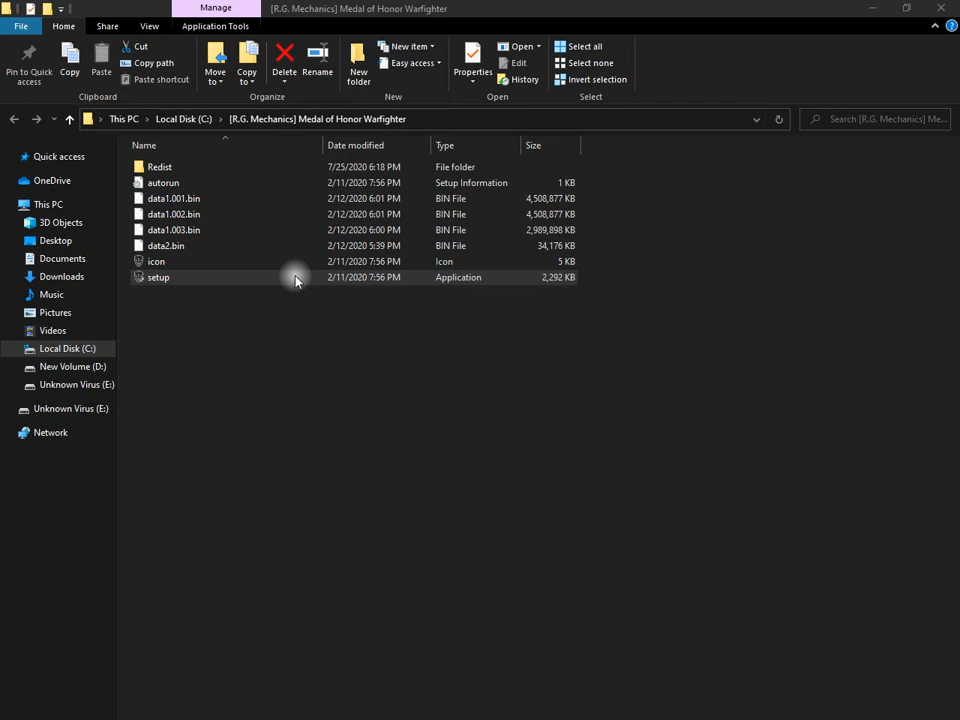 Manage
[R.G. Mechanics] Medal of Honor Warfighter
File
Home
Share
View
Application Tools
Pin to Quick access
Copy
Paste
Cut
Copy path
Paste shortcut
Clipboard
Move to
Copy to
Delete
Rename
Organize
New folder
New item
Easy access
New
Properties
Open
Edit
History
Open
Select all
Select none
Invert selection
Select
This PC
Local Disk (C:)
[R.G. Mechanics] Medal of Honor Warfighter
Search [R.G. Mechanics] Me...
Quick access
OneDrive
This PC
3D Objects
Desktop
Documents
Downloads
Music
Pictures
Videos
Local Disk (C:)
New Volume (D:)
Unknown Virus (E:)
Unknown Virus (E:)
Network
Name Date modified Type Size
Redist 7/25/2020 6:18 PM File folder
autorun 2/11/2020 7:56 PM Setup Information 1 KB
data1.001.bin 2/12/2020 6:01 PM BIN File 4,508,877 KB
data1.002.bin 2/12/2020 6:01 PM BIN File 4,508,877 KB
data1.003.bin 2/12/2020 6:00 PM BIN File 2,989,898 KB
data2.bin 2/12/2020 5:39 PM BIN File 34,176 KB
icon 2/11/2020 7:56 PM Icon 5 KB
setup 2/11/2020 7:56 PM Application 2,292 KB